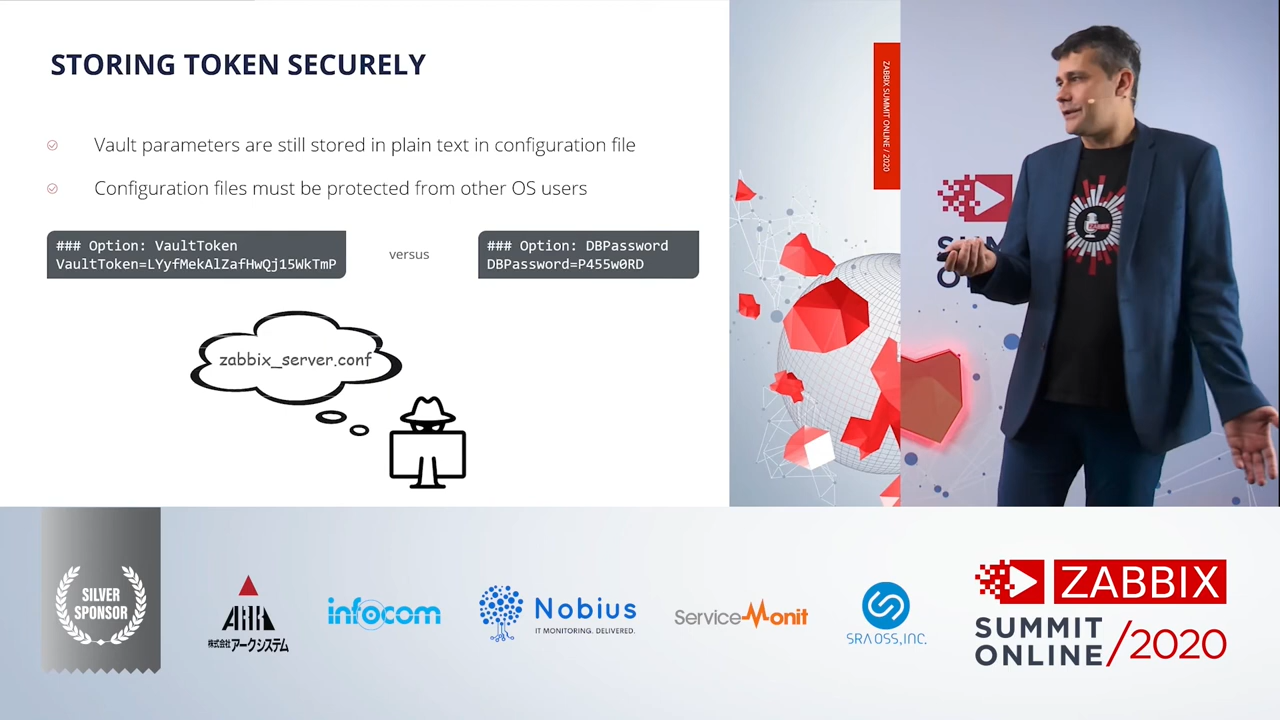 STORING TOKEN SECURELY
Vault parameters are still stored in plain text in configuration file
Configuration files must be protected from other OS users
### Option: VaultToken
VaultToken=LYyfMekAlZafHwQj15WkTmP
versus
### Option: DBPassword
DBPassword=P455w0RD
zabbix_server.conf
ZABBIX SUMMIT ONLINE / 2020
ZABBIX
SILVER
SPONSOR
株式会社アークシステム
infocom
Nobius
IT MONITORING. DELIVERED.
ServiceMonit
SRA OSS, INC.
ZABBIX
SUMMIT
ONLINE/2020